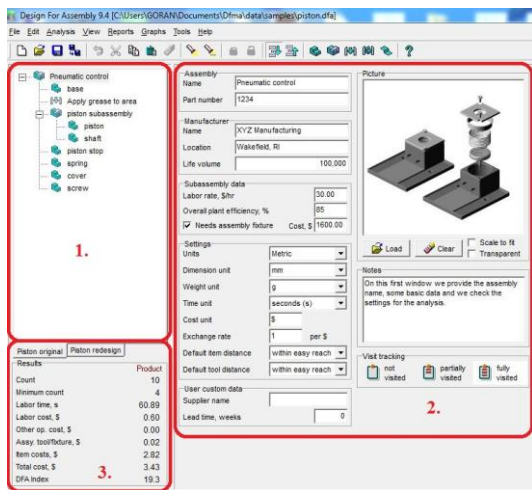 Design For Assembly 9.4 [C:\Users\GORAN\Documents\Dfma\data\samples\piston.dfa]
File Edit Analysis View Reports Graphs Tools Help
Pneumatic control
base
Apply grease to area
piston subassembly
piston
shaft
piston stop
spring
cover
screw
1.
Piston original Piston redesign
Results
Product
Count 10
Minimum count 4
Labor time, s 60.89
Labor cost, $ 0.60
Other op. cost, $ 0.00
Assy. tool/fixture, $ 0.02
Item costs, $ 2.82
Total cost, $ 3.43
DFA Index 19.3
3.
Assembly
Name Pneumatic control
Part number 1234
Manufacturer
Name XYZ Manufacturing
Location Wakefield, RI
Life volume 100,000
Subassembly data
Labor rate, $/hr 30.00
Overall plant efficiency, % 85
Needs assembly fixture Cost, $ 1600.00
Settings
Units Metric
Dimension unit mm
Weight unit g
Time unit seconds (s)
Cost unit $
Exchange rate 1 per $
Default item distance within easy reach
Default tool distance within easy reach
User custom data
Supplier name
Lead time, weeks 0
Picture
Load Clear Scale to fit
Transparent
Notes
On this first window we provide the assembly
name, some basic data and we check the
settings for the analysis.
Visit tracking
not visited partially visited fully visited
2.